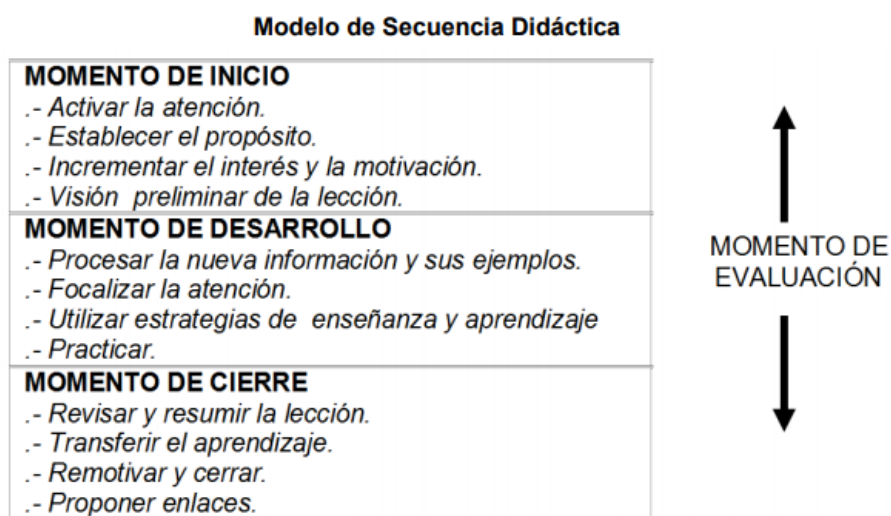 Modelo de Secuencia Didáctica
MOMENTO DE INICIO
.- Activar la atención.
.- Establecer el propósito.
.- Incrementar el interés y la motivación.
.- Visión preliminar de la lección.
MOMENTO DE DESARROLLO
.- Procesar la nueva información y sus ejemplos.
.- Focalizar la atención.
.- Utilizar estrategias de enseñanza y aprendizaje
.- Practicar.
MOMENTO DE CIERRE
.- Revisar y resumir la lección.
.- Transferir el aprendizaje.
.- Remotivar y cerrar.
.- Proponer enlaces.
MOMENTO DE
EVALUACIÓN